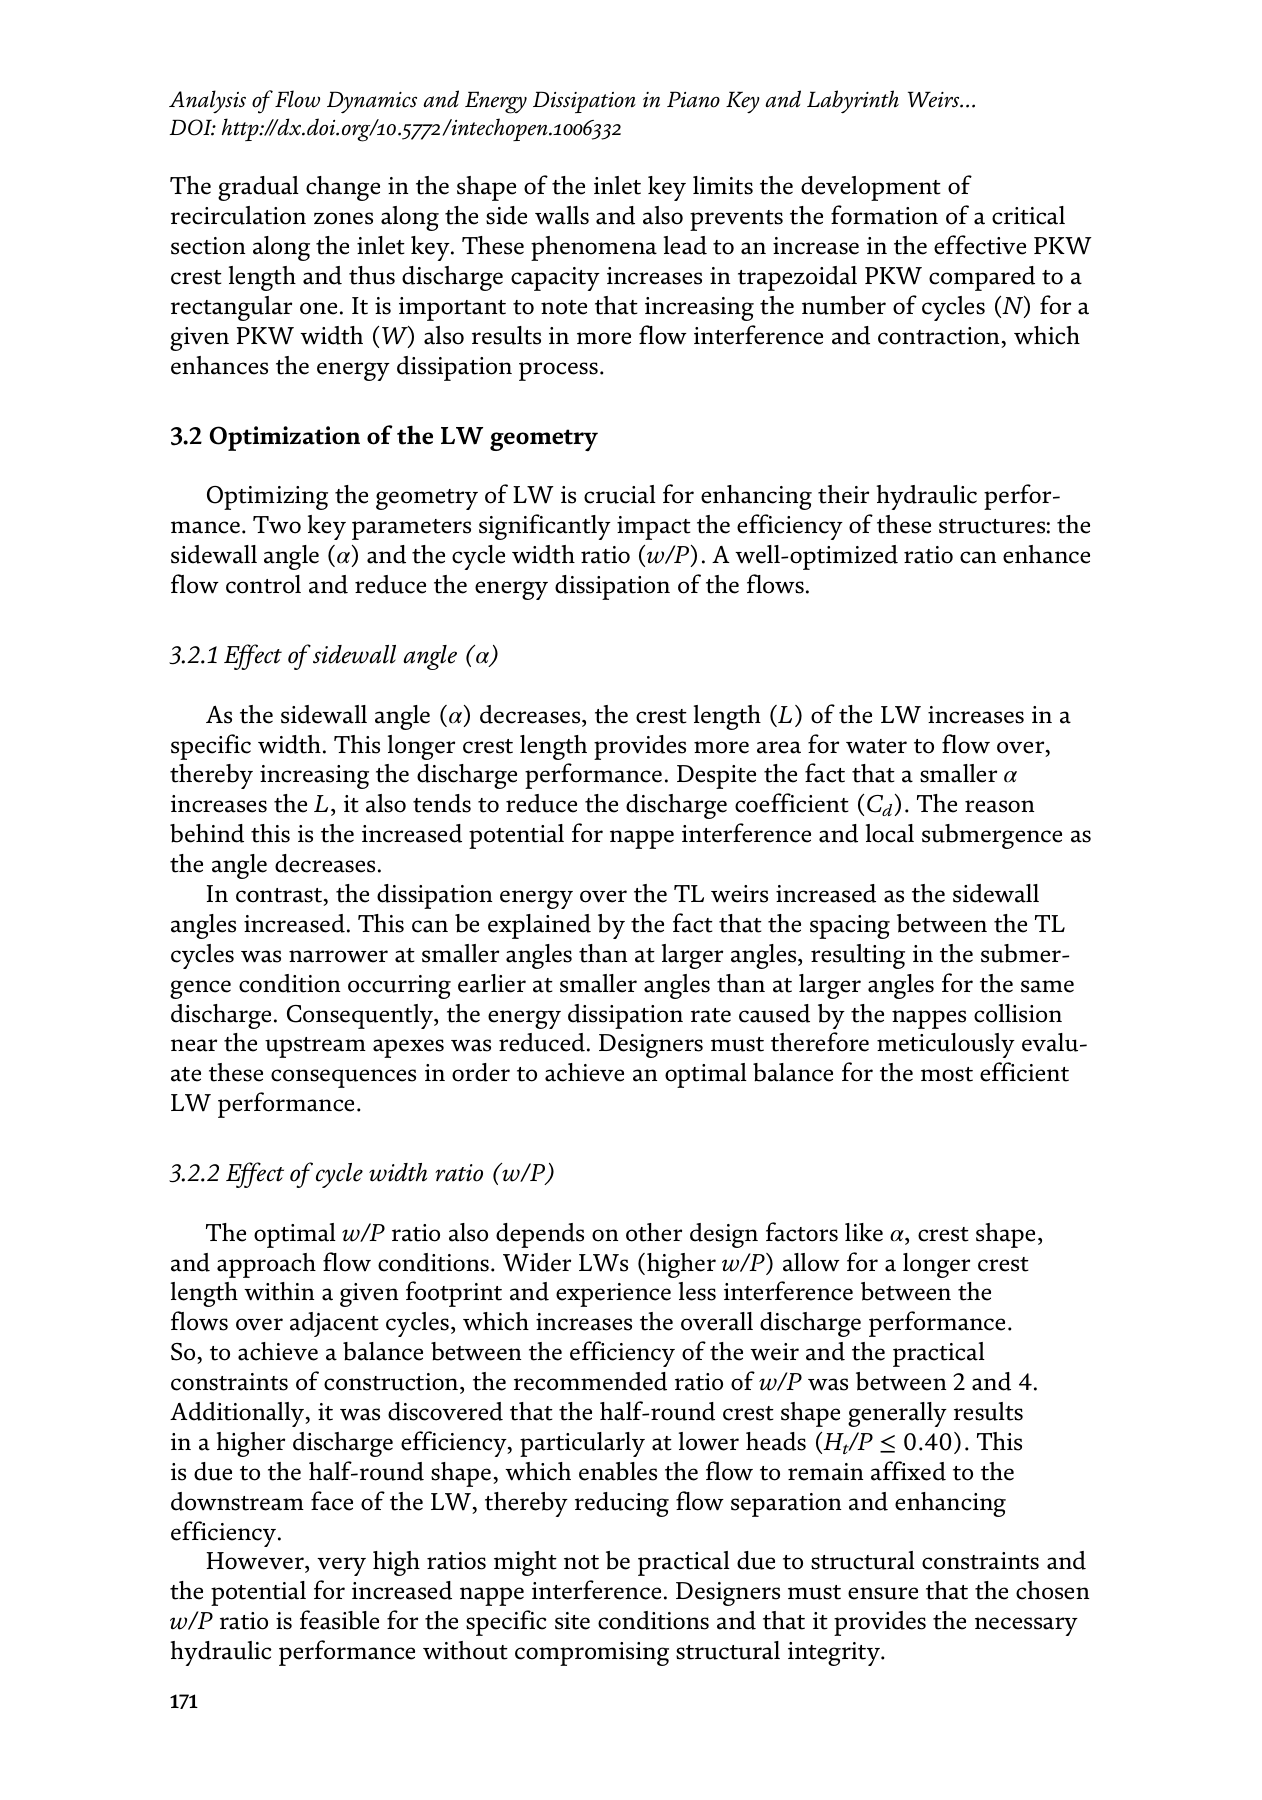 Analysis of Flow Dynamics and Energy Dissipation in Piano Key and Labyrinth Weirs…
DOI: http://dx.doi.org/10.5772/intechopen.1006332
The gradual change in the shape of the inlet key limits the development of
recirculation zones along the side walls and also prevents the formation of a critical
section along the inlet key. These phenomena lead to an increase in the effective PKW
crest length and thus discharge capacity increases in trapezoidal PKW compared to a
rectangular one. It is important to note that increasing the number of cycles (N) for a
given PKW width (W) also results in more flow interference and contraction, which
enhances the energy dissipation process.
3.2 Optimization of the LW geometry
Optimizing the geometry of LW is crucial for enhancing their hydraulic perfor-
mance. Two key parameters significantly impact the efficiency of these structures: the
sidewall angle (α) and the cycle width ratio (w/P). A well-optimized ratio can enhance
flow control and reduce the energy dissipation of the flows.
3.2.1 Effect of sidewall angle (α)
As the sidewall angle (α) decreases, the crest length (L) of the LW increases in a
specific width. This longer crest length provides more area for water to flow over,
thereby increasing the discharge performance. Despite the fact that a smaller α
increases the L, it also tends to reduce the discharge coefficient (Cd). The reason
behind this is the increased potential for nappe interference and local submergence as
the angle decreases.
In contrast, the dissipation energy over the TL weirs increased as the sidewall
angles increased. This can be explained by the fact that the spacing between the TL
cycles was narrower at smaller angles than at larger angles, resulting in the submer-
gence condition occurring earlier at smaller angles than at larger angles for the same
discharge. Consequently, the energy dissipation rate caused by the nappes collision
near the upstream apexes was reduced. Designers must therefore meticulously evalu-
ate these consequences in order to achieve an optimal balance for the most efficient
LW performance.
3.2.2 Effect of cycle width ratio (w/P)
The optimal w/P ratio also depends on other design factors like α, crest shape,
and approach flow conditions. Wider LWs (higher w/P) allow for a longer crest
length within a given footprint and experience less interference between the
flows over adjacent cycles, which increases the overall discharge performance.
So, to achieve a balance between the efficiency of the weir and the practical
constraints of construction, the recommended ratio of w/P was between 2 and 4.
Additionally, it was discovered that the half-round crest shape generally results
in a higher discharge efficiency, particularly at lower heads (Ht/P ≤ 0.40). This
is due to the half-round shape, which enables the flow to remain affixed to the
downstream face of the LW, thereby reducing flow separation and enhancing
efficiency.
However, very high ratios might not be practical due to structural constraints and
the potential for increased nappe interference. Designers must ensure that the chosen
w/P ratio is feasible for the specific site conditions and that it provides the necessary
hydraulic performance without compromising structural integrity.
171